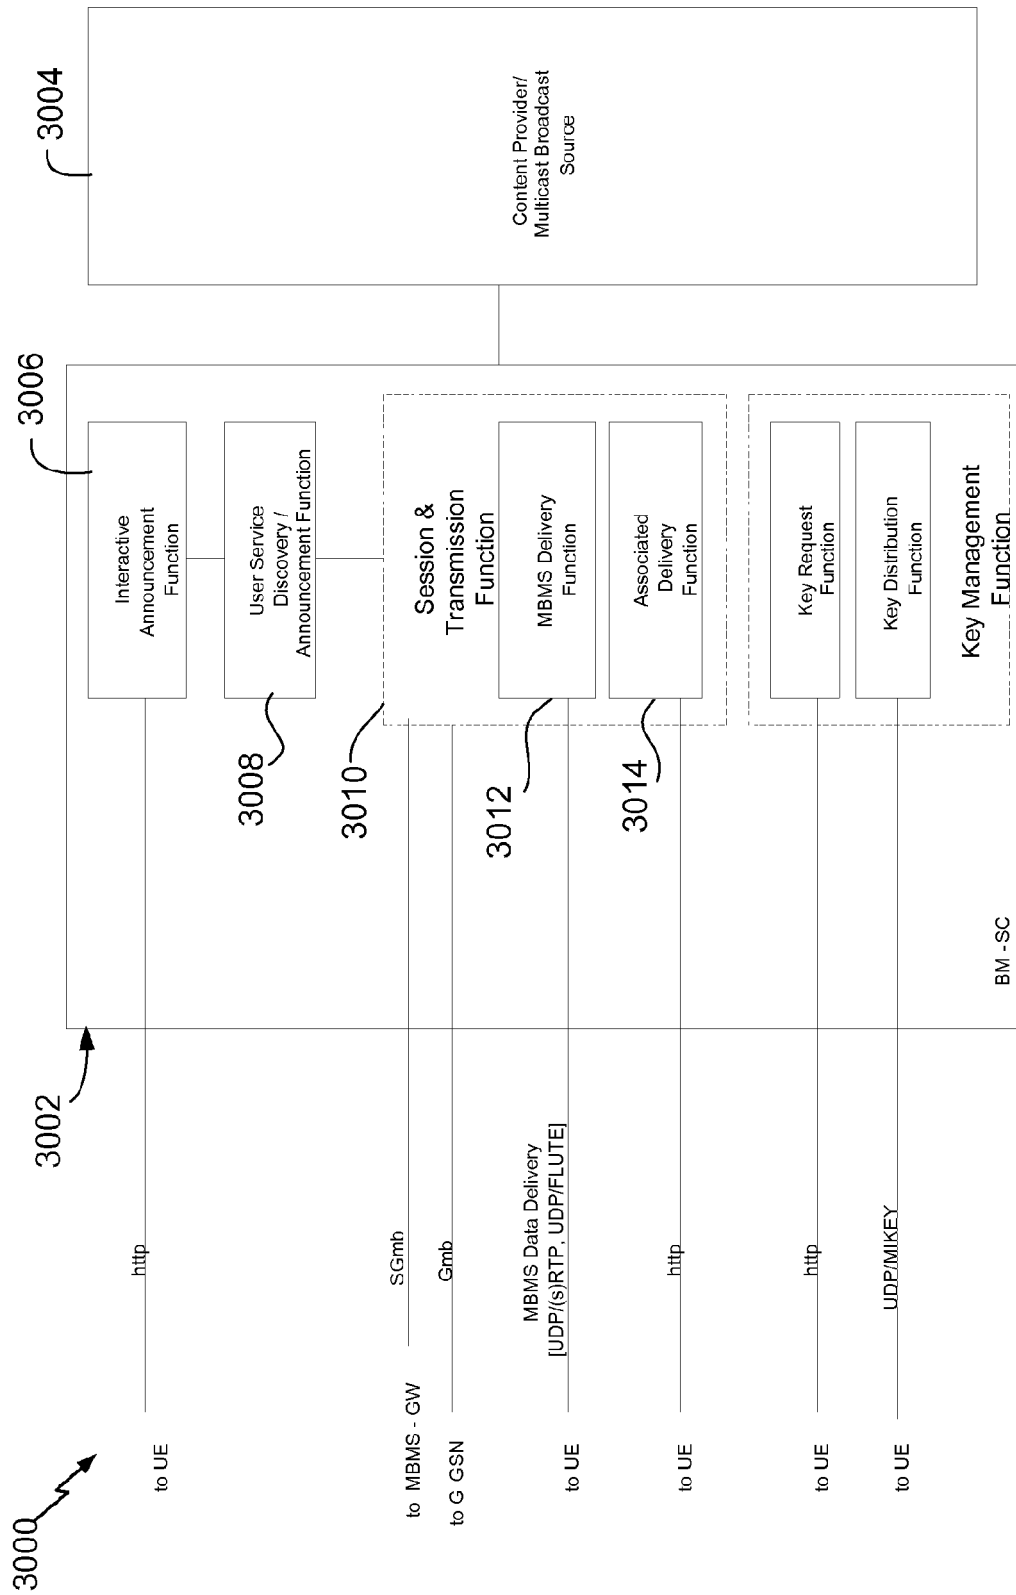 3000
3002
3004
Content Provider/
Multicast Broadcast
Source
3006
Interactive
Announcement
Function
http
to UE
User Service
Discovery /
Announcement Function
3008
3010
Session &
Transmission
Function
SGmb
to MBMS - GW
Gmb
to G GSN
MBMS Delivery
Function
3012
MBMS Data Delivery
[UDP/(s)RTP, UDP/FLUTE]
to UE
Associated
Delivery
Function
3014
http
to UE
Key Request
Function
http
to UE
Key Distribution
Function
UDP/MIKEY
to UE
Key Management
Function
BM - SC